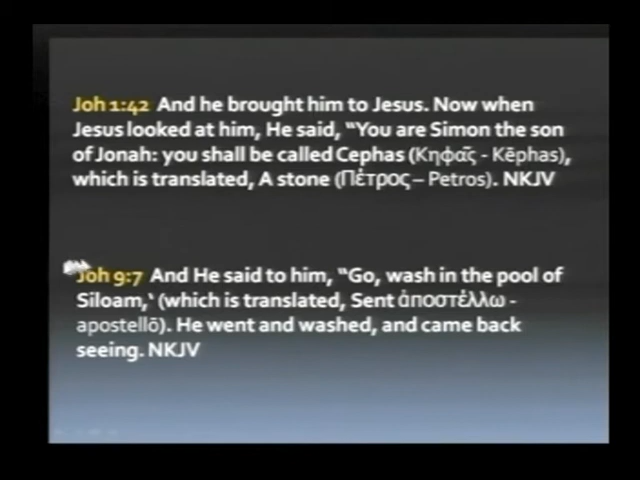 Joh 1:42 And he brought him to Jesus. Now when
Jesus looked at him, He said, "You are Simon the son
of Jonah: you shall be called Cephas (Κηφᾶς - Kēphas),
which is translated, A stone (Πέτρος – Petros). NKJV
Joh 9:7 And He said to him, "Go, wash in the pool of
Siloam,' (which is translated, Sent ἀποστέλλω -
apostellō). He went and washed, and came back
seeing. NKJV